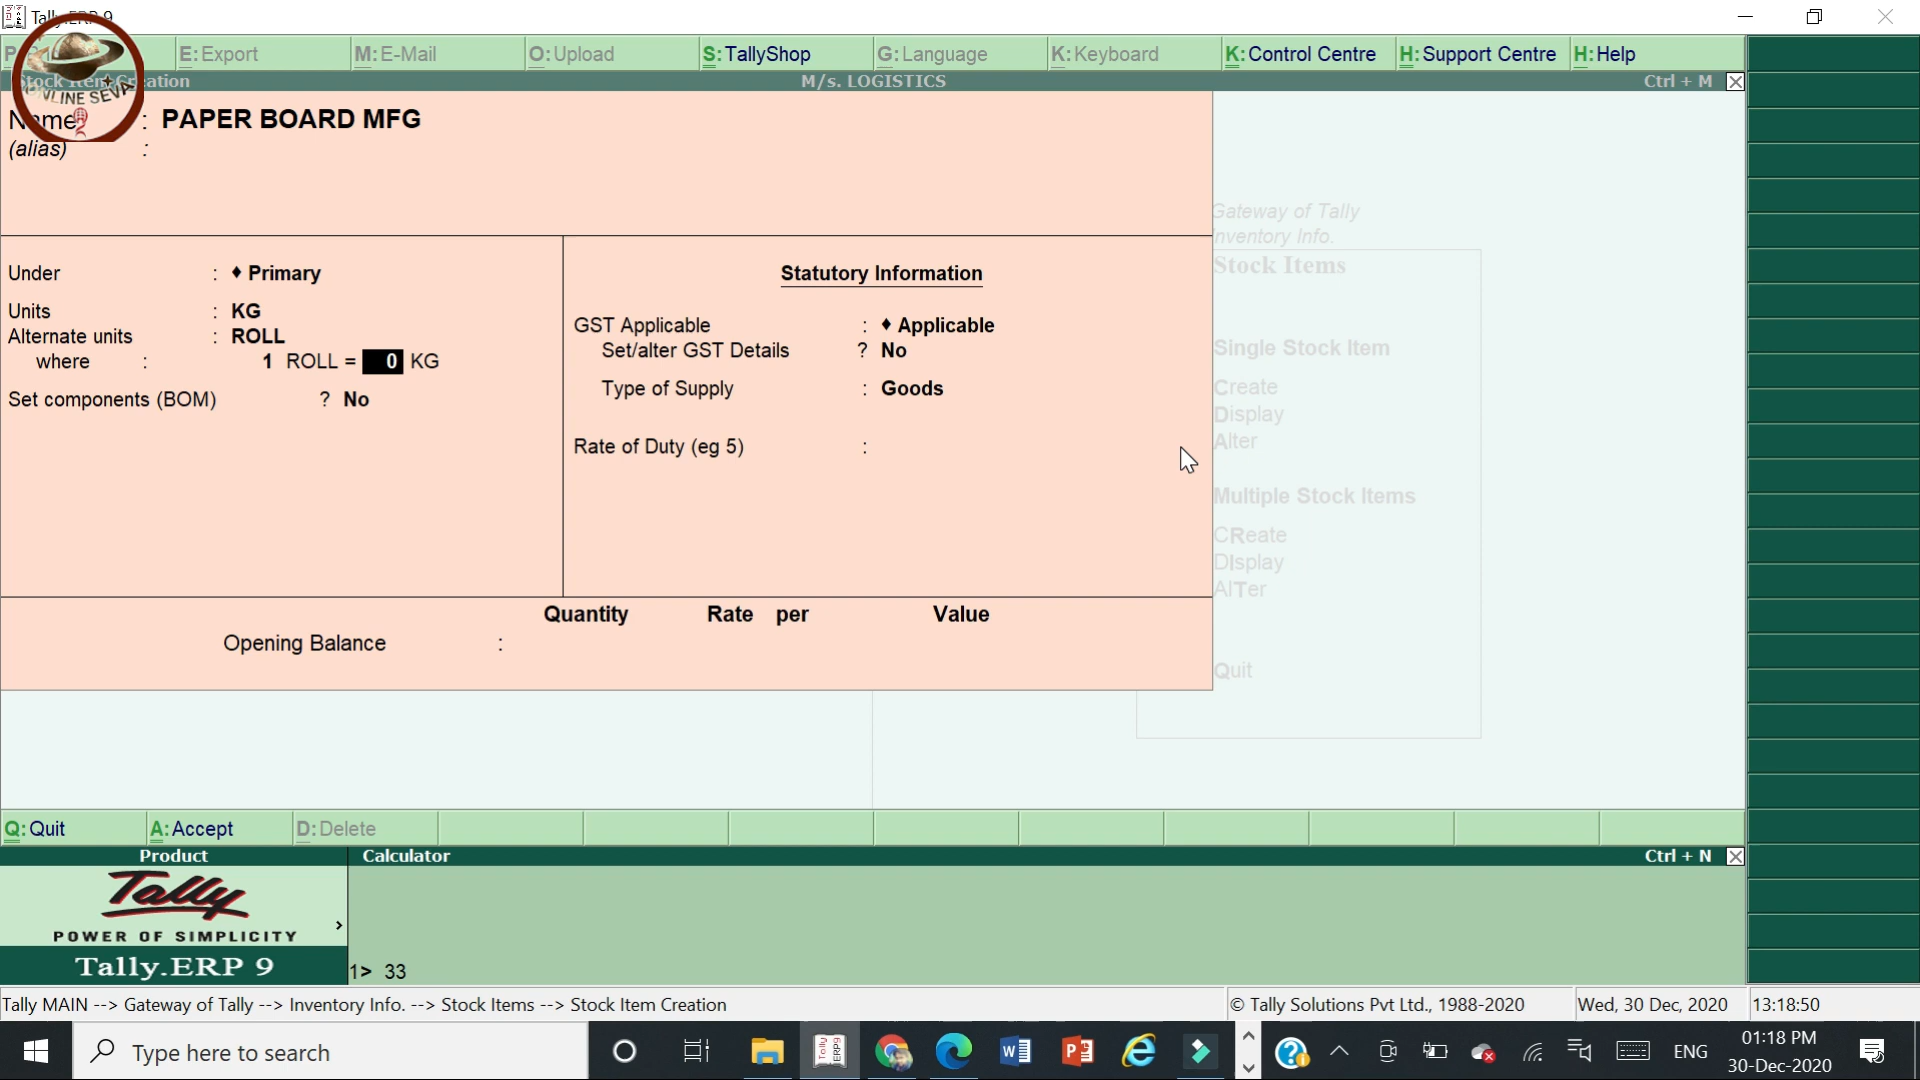 Tally.ERP 9
E: Export M: E-Mail O: Upload S: TallyShop G: Language K: Keyboard K: Control Centre H: Support Centre H: Help
Stock Item Creation M/s. LOGISTICS Ctrl + M
ONLINE SEVA
Name : PAPER BOARD MFG
(alias) :
Gateway of Tally
Inventory Info.
Stock Items
Under : ♦ Primary
Statutory Information
Units : KG
GST Applicable : ♦ Applicable
Alternate units : ROLL
Set/alter GST Details ? No
Single Stock Item
where : 1 ROLL = 0 KG
Type of Supply : Goods
Create
Set components (BOM) ? No
Display
Alter
Rate of Duty (eg 5) :
Multiple Stock Items
CReate
DIsplay
AlTer
Quantity Rate per Value
Opening Balance :
Quit
Q: Quit A: Accept D: Delete
Product
Calculator Ctrl + N
Tally
POWER OF SIMPLICITY
Tally.ERP 9
1> 33
Tally MAIN --> Gateway of Tally --> Inventory Info. --> Stock Items --> Stock Item Creation
© Tally Solutions Pvt Ltd., 1988-2020 Wed, 30 Dec, 2020 13:18:50
Type here to search
ENG
01:18 PM
30-Dec-2020